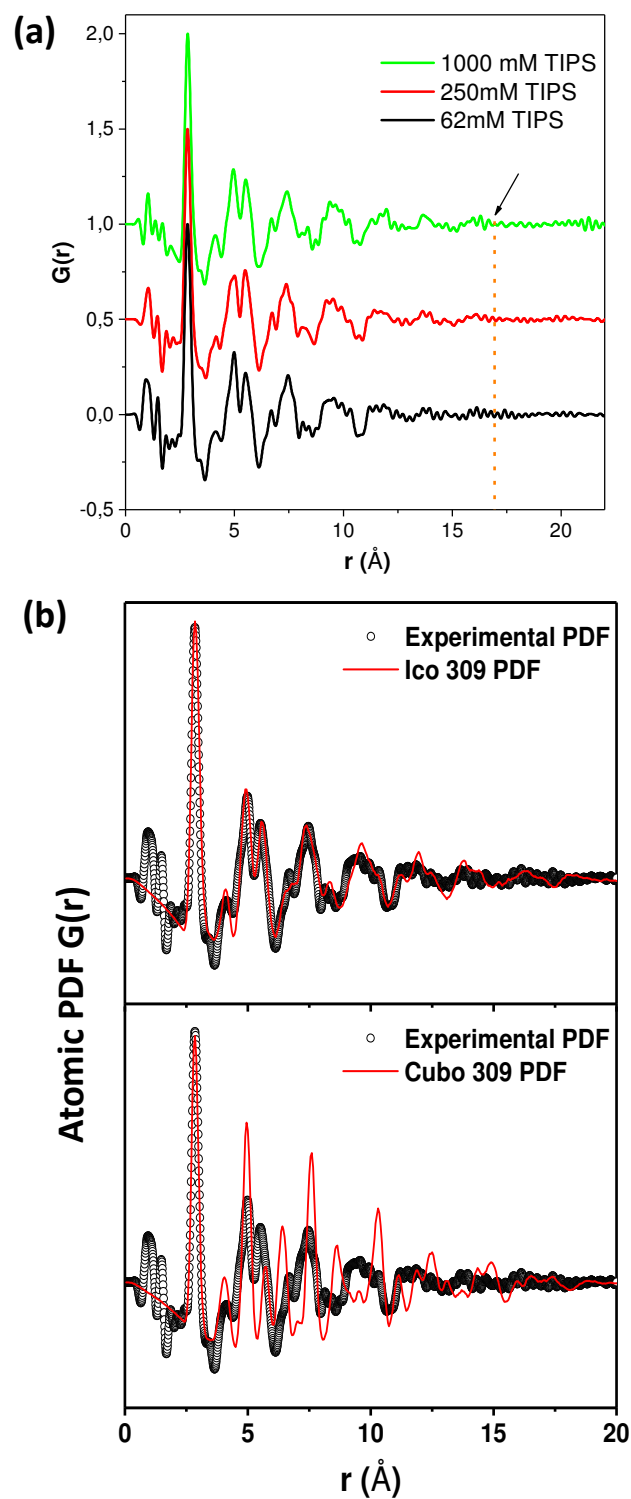 (a)
2,0
1,5
1,0
0,5
0,0
-0,5
G(r)
1000 mM TIPS
250mM TIPS
62mM TIPS
0 5 10 15 20
r (Å)
(b)
Experimental PDF
Ico 309 PDF
Experimental PDF
Cubo 309 PDF
Atomic PDF G(r)
0 5 10 15 20
r (Å)